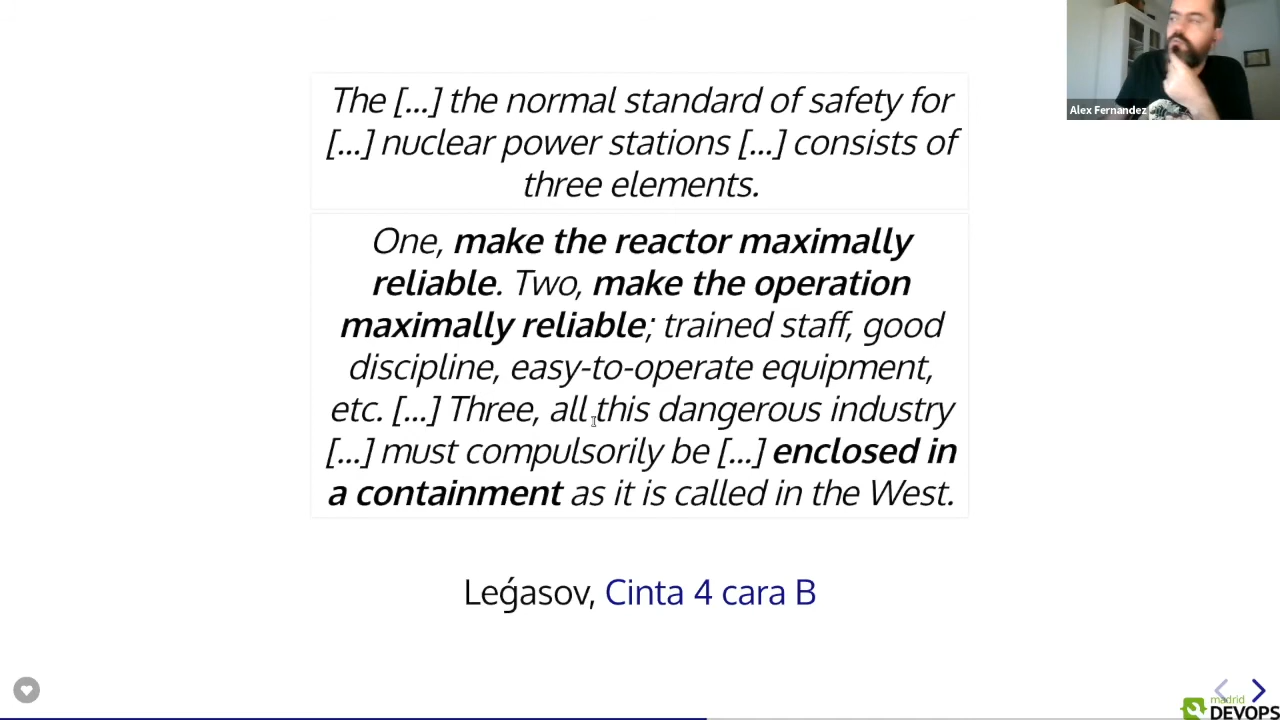 The [...] the normal standard of safety for
[...] nuclear power stations [...] consists of
three elements.
One, make the reactor maximally
reliable. Two, make the operation
maximally reliable; trained staff, good
discipline, easy-to-operate equipment,
etc. [...] Three, all this dangerous industry
[...] must compulsorily be [...] enclosed in
a containment as it is called in the West.
Leǵasov, Cinta 4 cara B
Alex Fernandez
madrid
DEVOPS